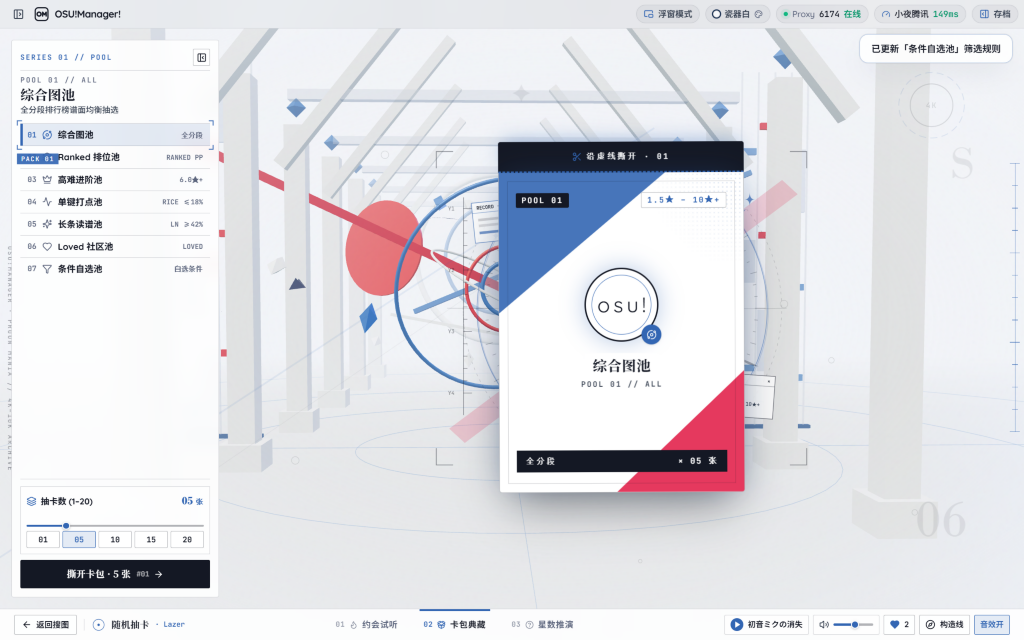 OSU!Manager!
浮窗模式
瓷器白
Proxy 6174 在线
小夜腾讯 149ms
存档
已更新「条件自选池」筛选规则
SERIES 01 // POOL
POOL 01 // ALL
综合图池
全分段排行榜谱面均衡抽选
01 综合图池 全分段
PACK 01 Ranked 排位池 RANKED PP
03 高难进阶池 6.0★+
04 单键打点池 RICE ≤18%
05 长条读谱池 LN ≥42%
06 Loved 社区池 LOVED
07 条件自选池 自选条件
抽卡数 (1-20) 05 张
01 05 10 15 20
撕开卡包 · 5 张 #01 →
沿虚线撕开 · 01
POOL 01
1.5★ – 10★+
osu!
综合图池
POOL 01 // ALL
全分段 × 05 张
RECORD
Y1
Y3
Y4
10★+
4K
S
06
← 返回搜图
随机抽卡 · Lazer
01 约会试听
02 卡包典藏
03 星数推演
初音ミクの消失
2
构造线
音效开